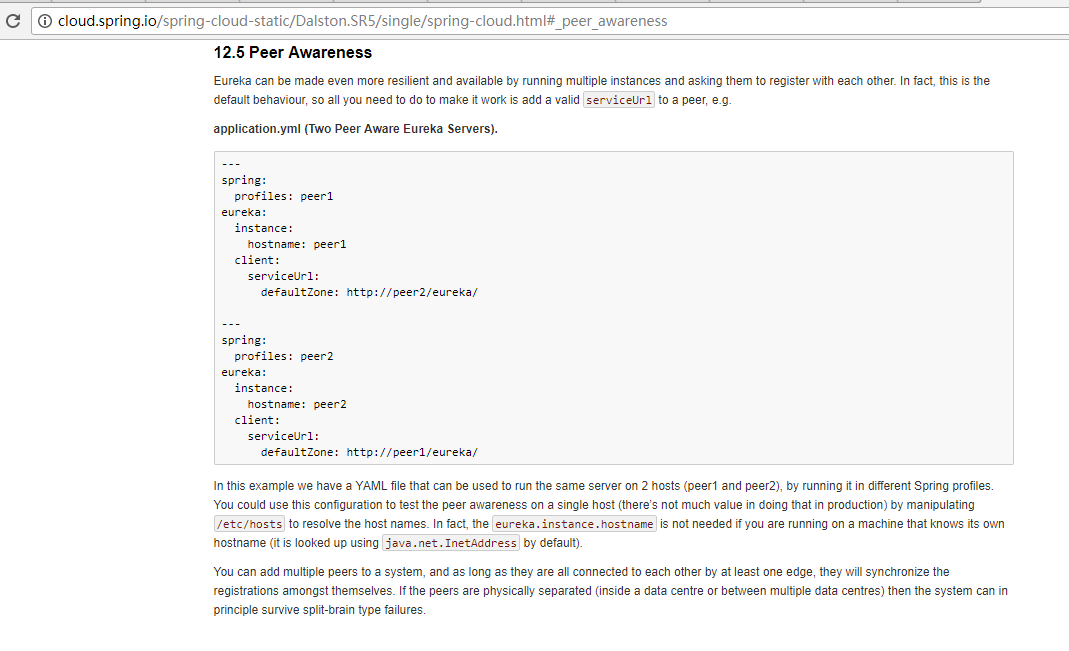 cloud.spring.io/spring-cloud-static/Dalston.SR5/single/spring-cloud.html#_peer_awareness
12.5 Peer Awareness
Eureka can be made even more resilient and available by running multiple instances and asking them to register with each other. In fact, this is the
default behaviour, so all you need to do to make it work is add a valid serviceUrl to a peer, e.g.
application.yml (Two Peer Aware Eureka Servers).
---
spring:
  profiles: peer1
eureka:
  instance:
    hostname: peer1
  client:
    serviceUrl:
      defaultZone: http://peer2/eureka/
---
spring:
  profiles: peer2
eureka:
  instance:
    hostname: peer2
  client:
    serviceUrl:
      defaultZone: http://peer1/eureka/
In this example we have a YAML file that can be used to run the same server on 2 hosts (peer1 and peer2), by running it in different Spring profiles.
You could use this configuration to test the peer awareness on a single host (there's not much value in doing that in production) by manipulating
/etc/hosts to resolve the host names. In fact, the eureka.instance.hostname is not needed if you are running on a machine that knows its own
hostname (it is looked up using java.net.InetAddress by default).
You can add multiple peers to a system, and as long as they are all connected to each other by at least one edge, they will synchronize the
registrations amongst themselves. If the peers are physically separated (inside a data centre or between multiple data centres) then the system can in
principle survive split-brain type failures.